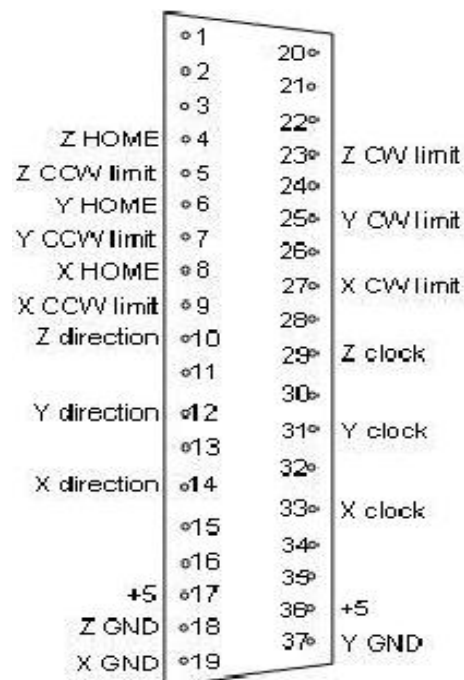 1
20
2
21
3
22
Z HOME 4
23 Z CW limit
Z CCW limit 5
24
Y HOME 6
25 Y CW limit
Y CCW limit 7
26
X HOME 8
27 X CW limit
X CCW limit 9
28
Z direction 10
29 Z clock
11
30
Y direction 12
31 Y clock
13
32
X direction 14
33 X clock
15
34
16
35
+5 17
36 +5
Z GND 18
37 Y GND
X GND 19